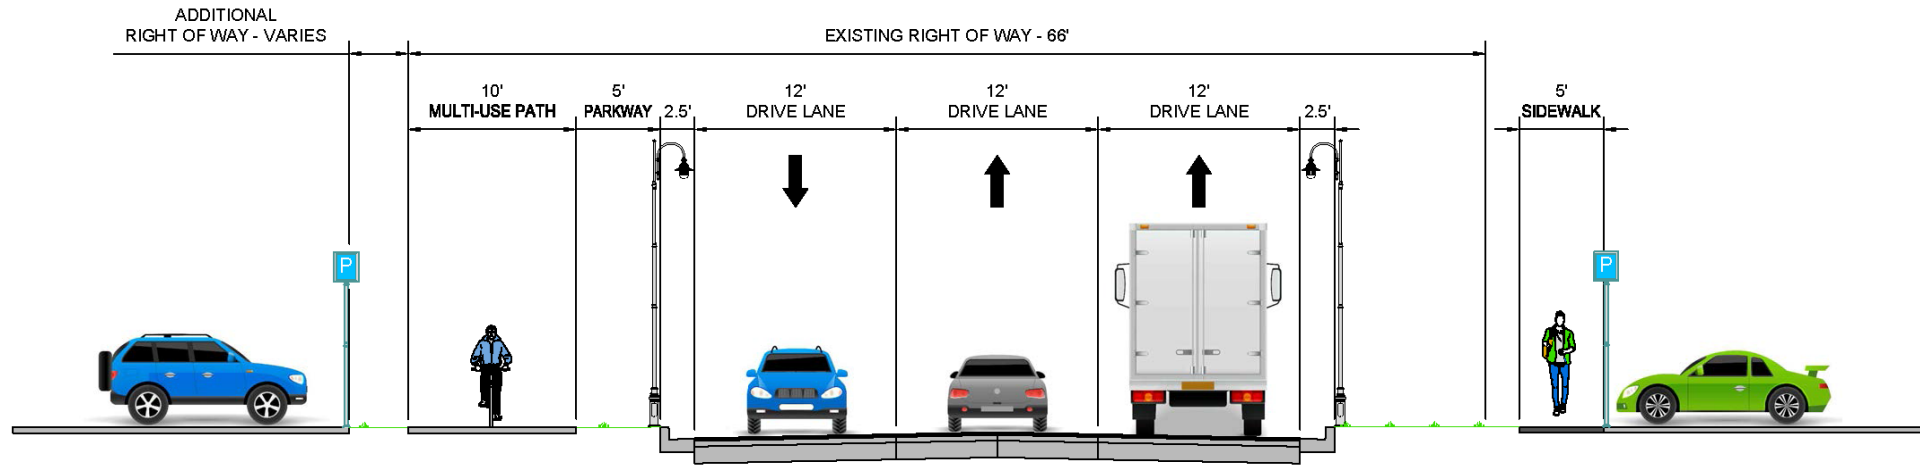 ADDITIONAL
RIGHT OF WAY - VARIES
EXISTING RIGHT OF WAY - 66'
10'
MULTI-USE PATH
5'
PARKWAY
2.5'
12'
DRIVE LANE
12'
DRIVE LANE
12'
DRIVE LANE
2.5'
5'
SIDEWALK
P
P